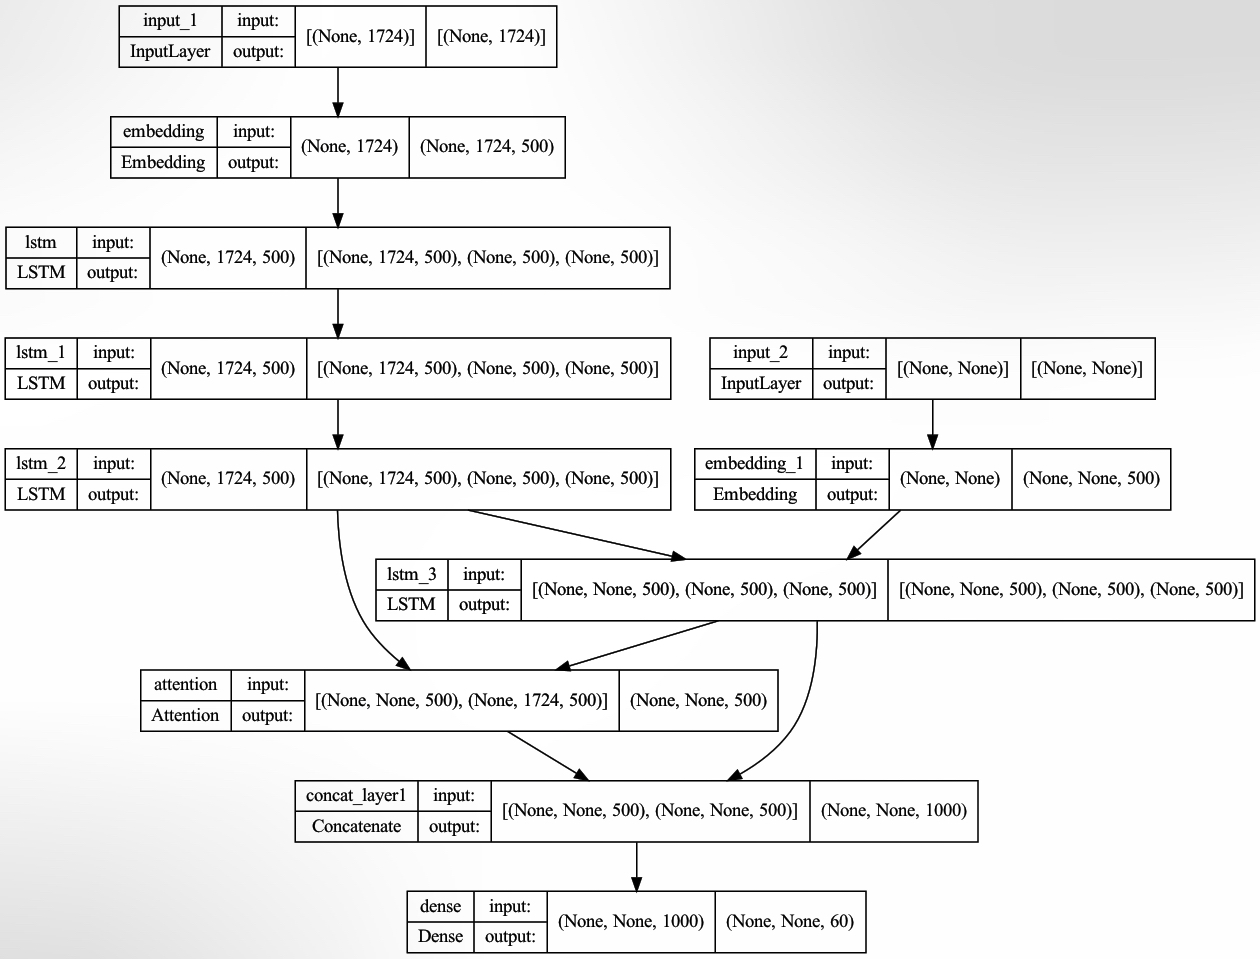 input_1 input: [(None, 1724)] [(None, 1724)]
InputLayer output:
embedding input: (None, 1724) (None, 1724, 500)
Embedding output:
lstm input: (None, 1724, 500) [(None, 1724, 500), (None, 500), (None, 500)]
LSTM output:
lstm_1 input: (None, 1724, 500) [(None, 1724, 500), (None, 500), (None, 500)]
LSTM output:
input_2 input: [(None, None)] [(None, None)]
InputLayer output:
lstm_2 input: (None, 1724, 500) [(None, 1724, 500), (None, 500), (None, 500)]
LSTM output:
embedding_1 input: (None, None) (None, None, 500)
Embedding output:
lstm_3 input: [(None, None, 500), (None, 500), (None, 500)] [(None, None, 500), (None, 500), (None, 500)]
LSTM output:
attention input: [(None, None, 500), (None, 1724, 500)] (None, None, 500)
Attention output:
concat_layer1 input: [(None, None, 500), (None, None, 500)] (None, None, 1000)
Concatenate output:
dense input: (None, None, 1000) (None, None, 60)
Dense output: